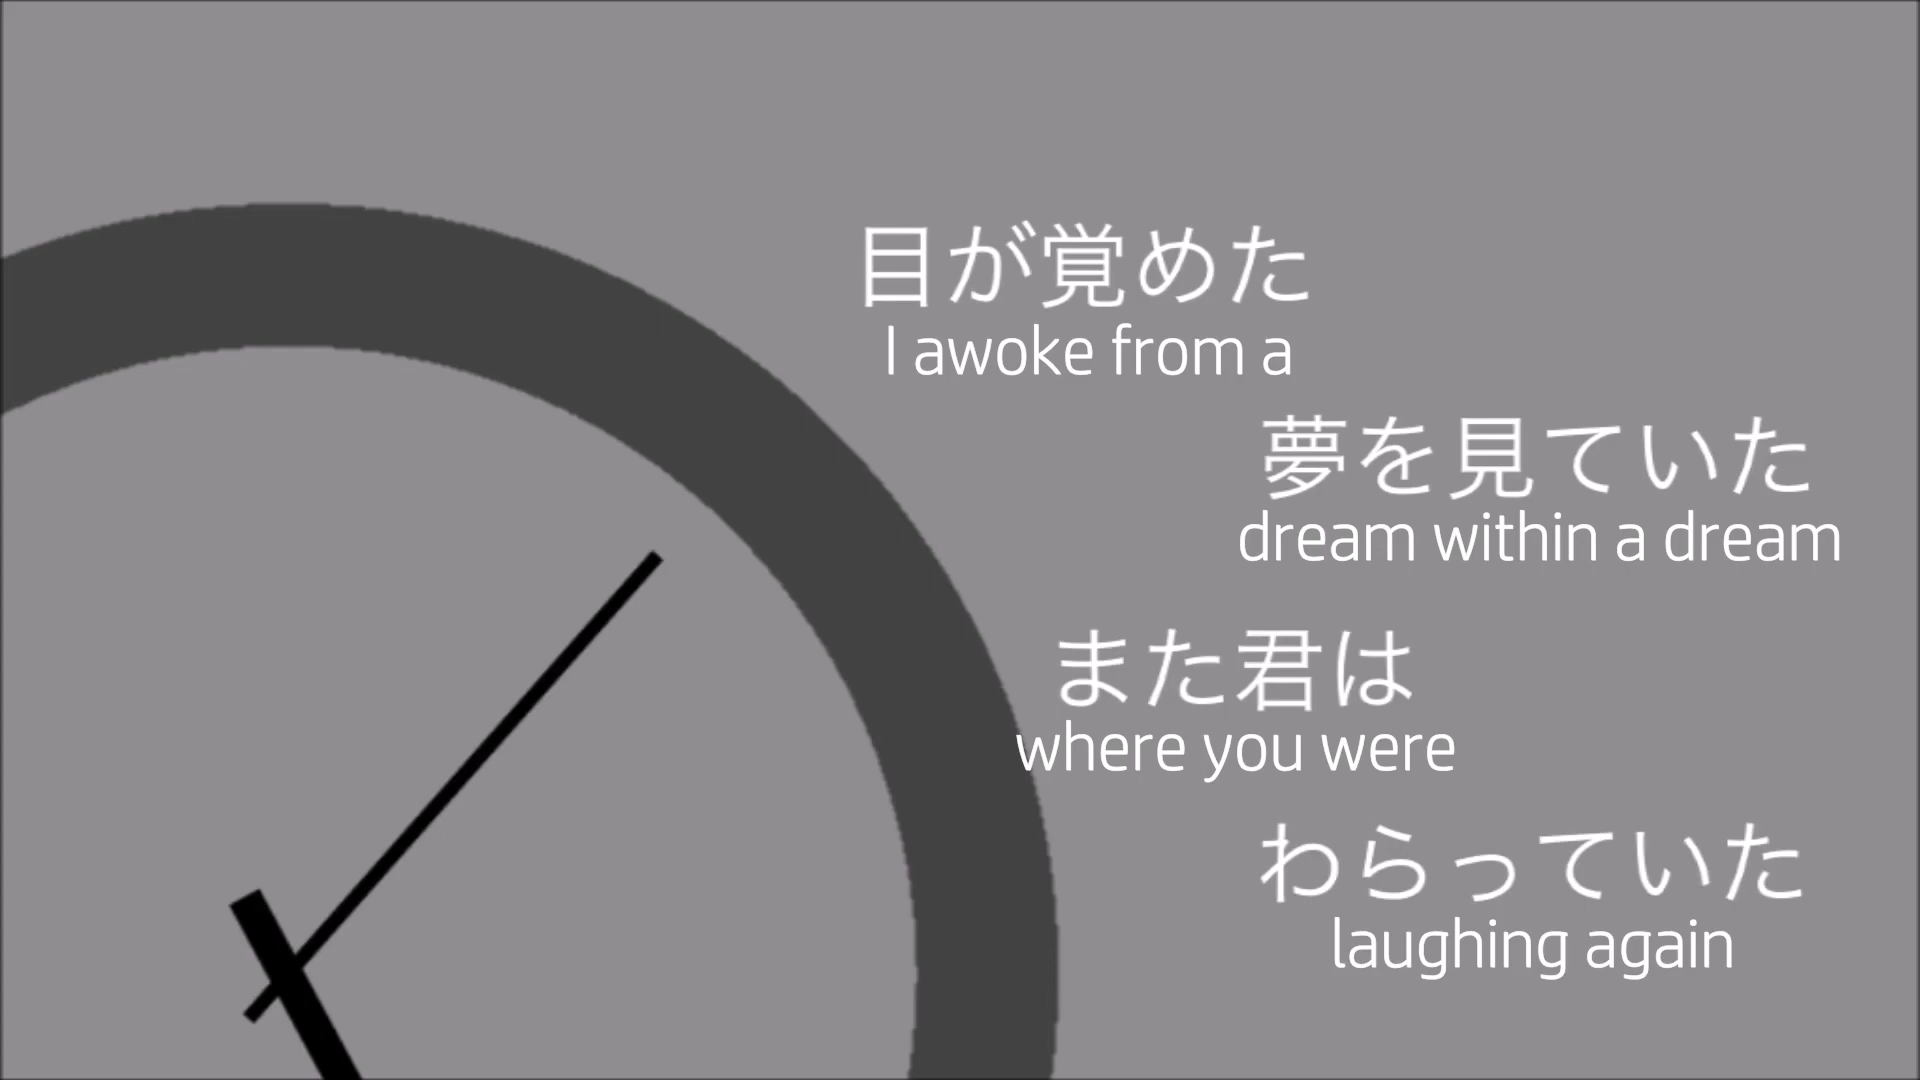 目が覚めた
I awoke from a
夢を見ていた
dream within a dream
また君は
where you were
わらっていた
laughing again